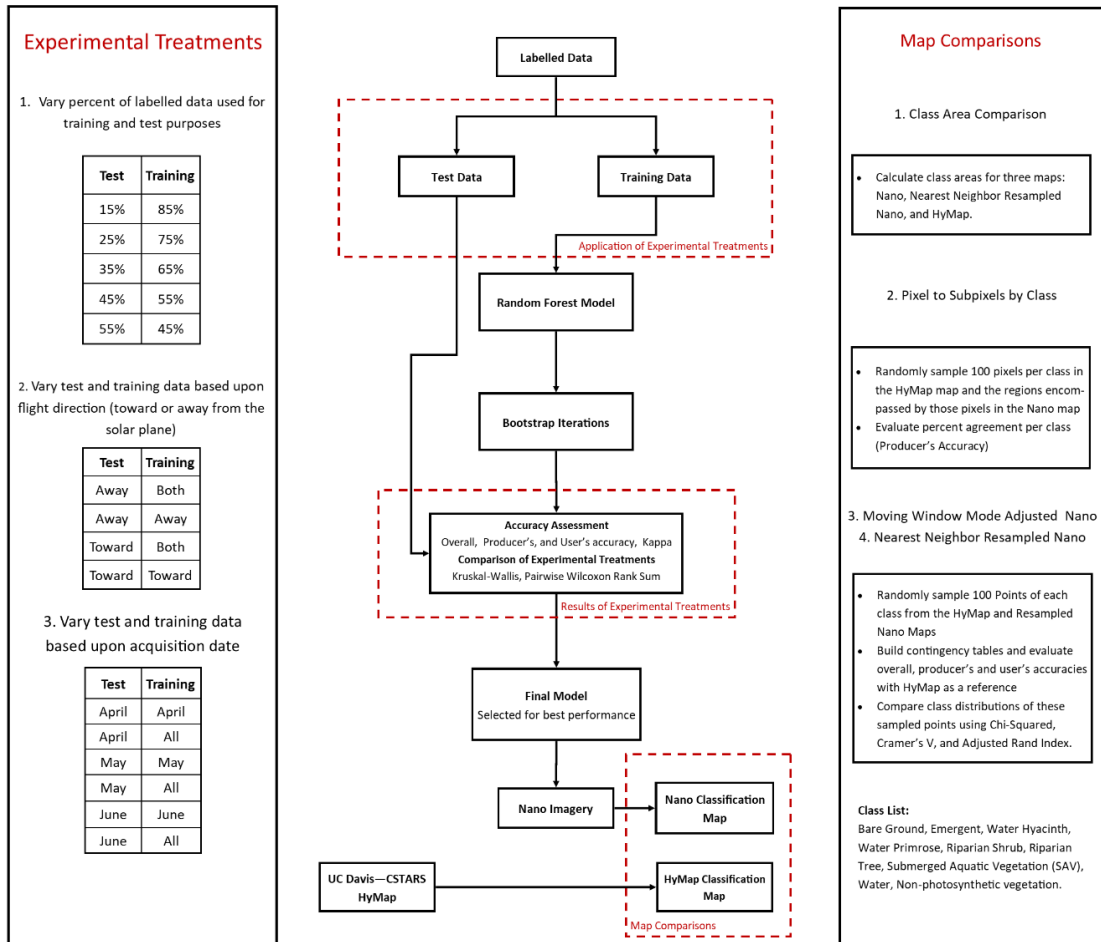 Experimental Treatments
1. Vary percent of labelled data used for
training and test purposes
Test Training
15% 85%
25% 75%
35% 65%
45% 55%
55% 45%
2. Vary test and training data based upon
flight direction (toward or away from the
solar plane)
Test Training
Away Both
Away Away
Toward Both
Toward Toward
3. Vary test and training data
based upon acquisition date
Test Training
April April
April All
May May
May All
June June
June All
Labelled Data
Test Data
Training Data
Application of Experimental Treatments
Random Forest Model
Bootstrap Iterations
Accuracy Assessment
Overall, Producer's, and User's accuracy, Kappa
Comparison of Experimental Treatments
Kruskal-Wallis, Pairwise Wilcoxon Rank Sum
Results of Experimental Treatments
Final Model
Selected for best performance
Nano Imagery
Nano Classification
Map
UC Davis—CSTARS
HyMap
HyMap Classification
Map
Map Comparisons
Map Comparisons
1. Class Area Comparison
• Calculate class areas for three maps:
Nano, Nearest Neighbor Resampled
Nano, and HyMap.
2. Pixel to Subpixels by Class
• Randomly sample 100 pixels per class in
the HyMap map and the regions encom-
passed by those pixels in the Nano map
• Evaluate percent agreement per class
(Producer's Accuracy)
3. Moving Window Mode Adjusted Nano
4. Nearest Neighbor Resampled Nano
• Randomly sample 100 Points of each
class from the HyMap and Resampled
Nano Maps
• Build contingency tables and evaluate
overall, producer's and user's accuracies
with HyMap as a reference
• Compare class distributions of these
sampled points using Chi-Squared,
Cramer's V, and Adjusted Rand Index.
Class List:
Bare Ground, Emergent, Water Hyacinth,
Water Primrose, Riparian Shrub, Riparian
Tree, Submerged Aquatic Vegetation (SAV),
Water, Non-photosynthetic vegetation.